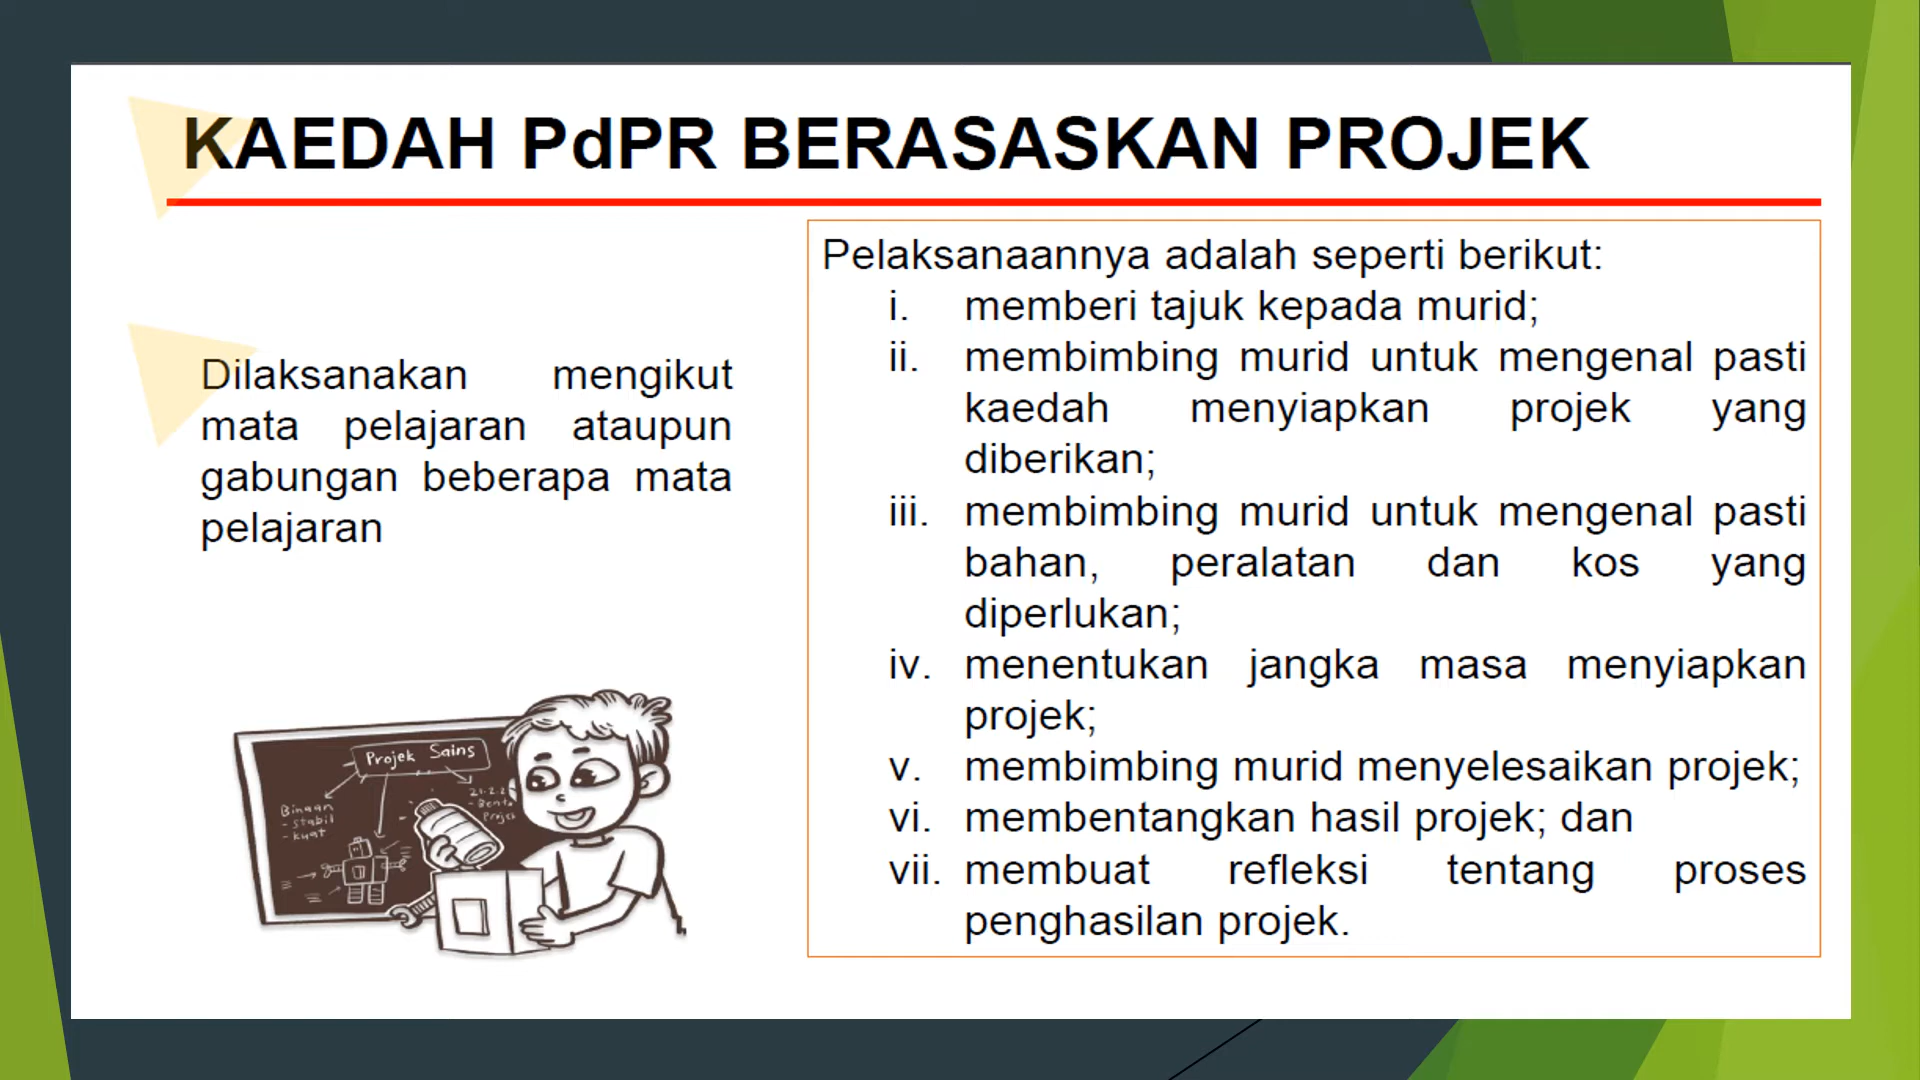 KAEDAH PdPR BERASASKAN PROJEK
Dilaksanakan mengikut
mata pelajaran ataupun
gabungan beberapa mata
pelajaran
Pelaksanaannya adalah seperti berikut:
i. memberi tajuk kepada murid;
ii. membimbing murid untuk mengenal pasti
kaedah menyiapkan projek yang
diberikan;
iii. membimbing murid untuk mengenal pasti
bahan, peralatan dan kos yang
diperlukan;
iv. menentukan jangka masa menyiapkan
projek;
v. membimbing murid menyelesaikan projek;
vi. membentangkan hasil projek; dan
vii. membuat refleksi tentang proses
penghasilan projek.
Projek Sains
Binaan
- stabil
- kuat